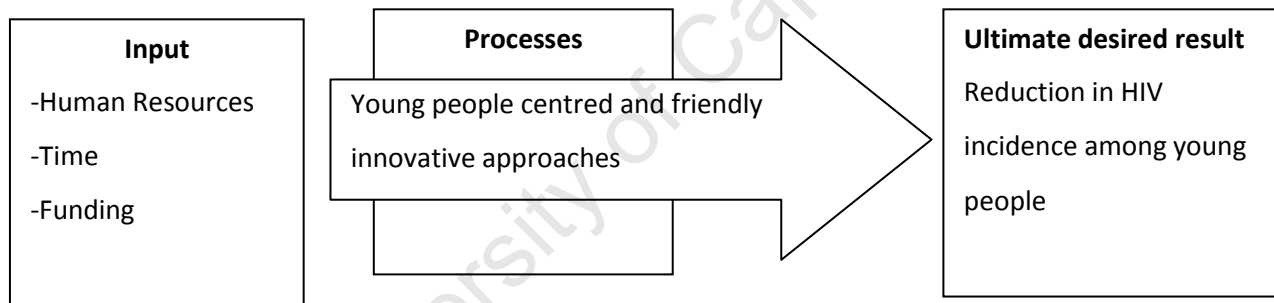 Input
-Human Resources
-Time
-Funding
Processes
Young people centred and friendly
innovative approaches
Ultimate desired result
Reduction in HIV
incidence among young
people